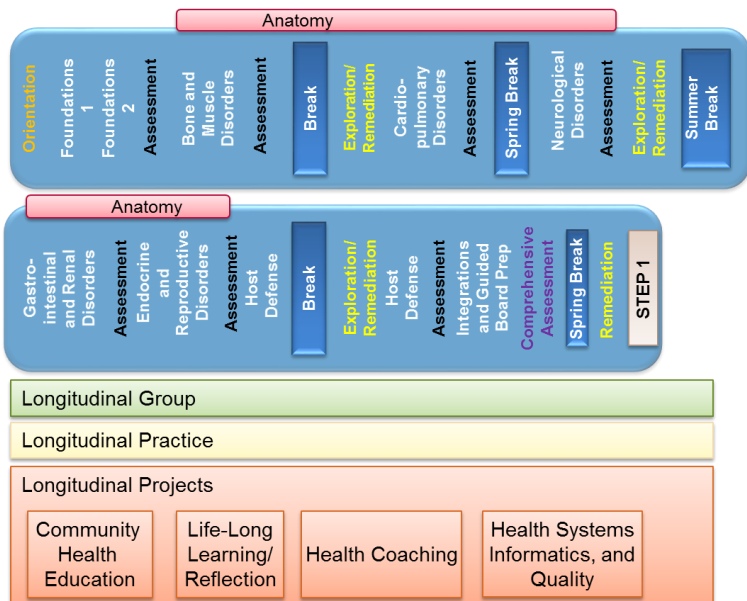 Anatomy
Orientation
Foundations
1
Foundations
2
Assessment
Bone and
Muscle
Disorders
Assessment
Break
Exploration/
Remediation
Cardio-
pulmonary
Disorders
Assessment
Spring Break
Neurological
Disorders
Assessment
Exploration/
Remediation
Summer
Break
Anatomy
Gastro-
intestinal
and Renal
Disorders
Assessment
Endocrine
and
Reproductive
Disorders
Assessment
Host
Defense
Break
Exploration/
Remediation
Host
Defense
Assessment
Integrations
and Guided
Board Prep
Comprehensive
Assessment
Spring Break
Remediation
STEP 1
Longitudinal Group
Longitudinal Practice
Longitudinal Projects
Community
Health
Education
Life-Long
Learning/
Reflection
Health Coaching
Health Systems
Informatics, and
Quality